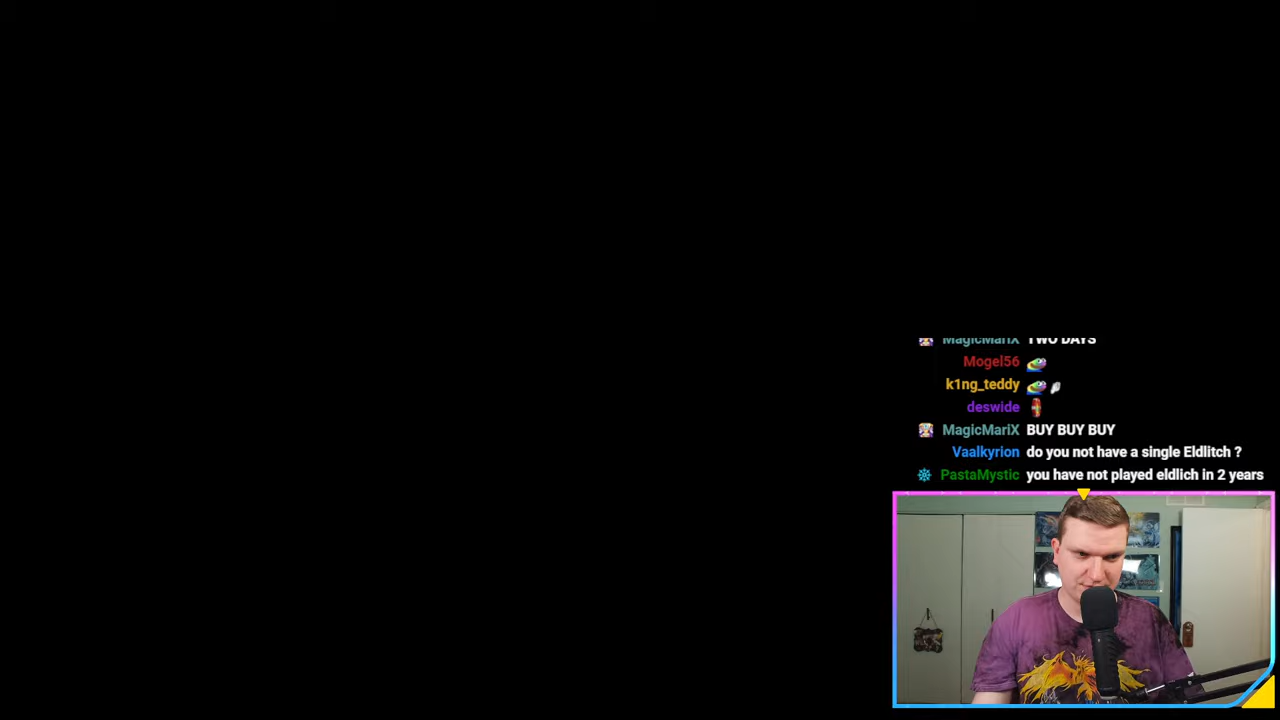 MagicMariX TWO DAYS
Mogel56
k1ng_teddy
deswide
MagicMariX BUY BUY BUY
Vaalkyrion do you not have a single Eldlitch ?
PastaMystic you have not played eldlich in 2 years